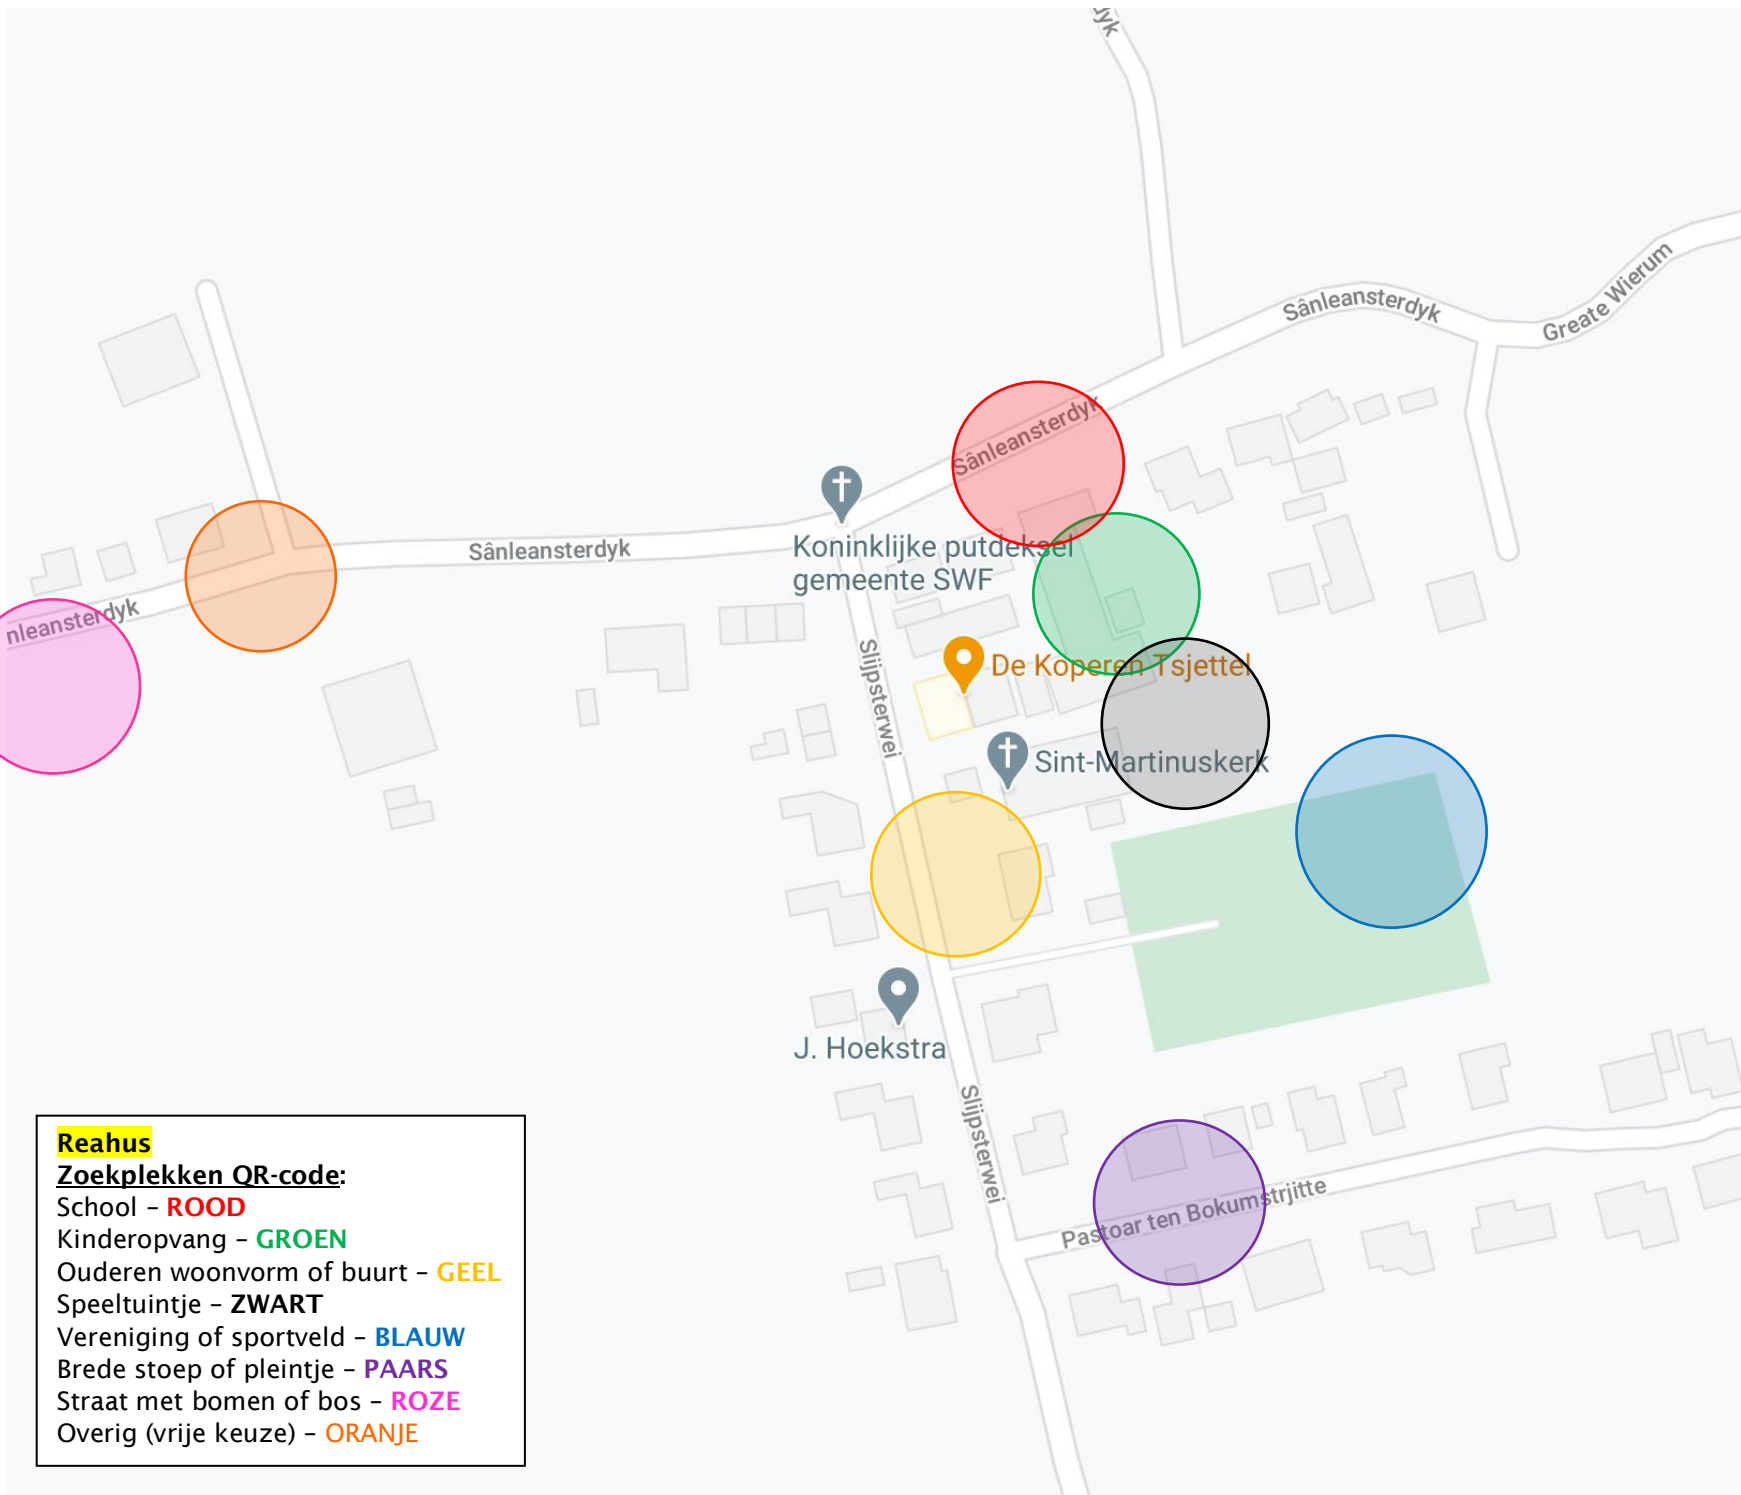 yk
Greate Wierum
Sânleansterdyk
Sânleansterdyk
Sânleansterdyk
Koninklijke putdeksel
gemeente SWF
nleansterdyk
Slijpsterwei
De Koperen Tsjettel
Sint-Martinuskerk
J. Hoekstra
Slijpsterwei
Pastoar ten Bokumstrjitte
Reahus
Zoekplekken QR-code:
School – ROOD
Kinderopvang – GROEN
Ouderen woonvorm of buurt – GEEL
Speeltuintje – ZWART
Vereniging of sportveld – BLAUW
Brede stoep of pleintje – PAARS
Straat met bomen of bos – ROZE
Overig (vrije keuze) – ORANJE